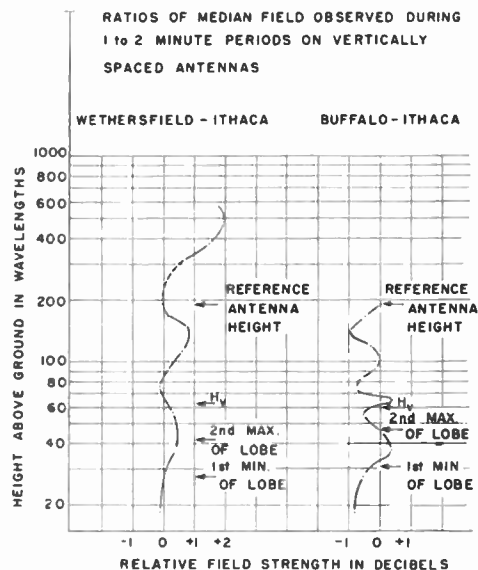 RATIOS OF MEDIAN FIELD OBSERVED DURING
1 to 2 MINUTE PERIODS ON VERTICALLY
SPACED ANTENNAS
WETHERSFIELD - ITHACA
BUFFALO - ITHACA
HEIGHT ABOVE GROUND IN WAVELENGTHS
1000
800
600
400
200
100
80
60
40
20
REFERENCE
ANTENNA
HEIGHT
Hv
2nd MAX.
OF LOBE
1st MIN.
OF LOBE
REFERENCE
ANTENNA
HEIGHT
Hv
2nd MAX.
OF LOBE
1st MIN.
OF LOBE
-1 0 +1 +2
-1 0 +1
RELATIVE FIELD STRENGTH IN DECIBELS